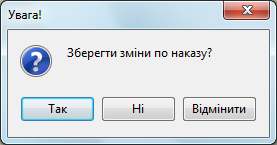 Увага!
Зберегти зміни по наказу?
Так
Ні
Відмінити